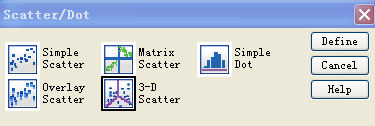 Scatter/Dot
Simple
Scatter
Matrix
Scatter
Simple
Dot
Overlay
Scatter
3-D
Scatter
Define
Cancel
Help